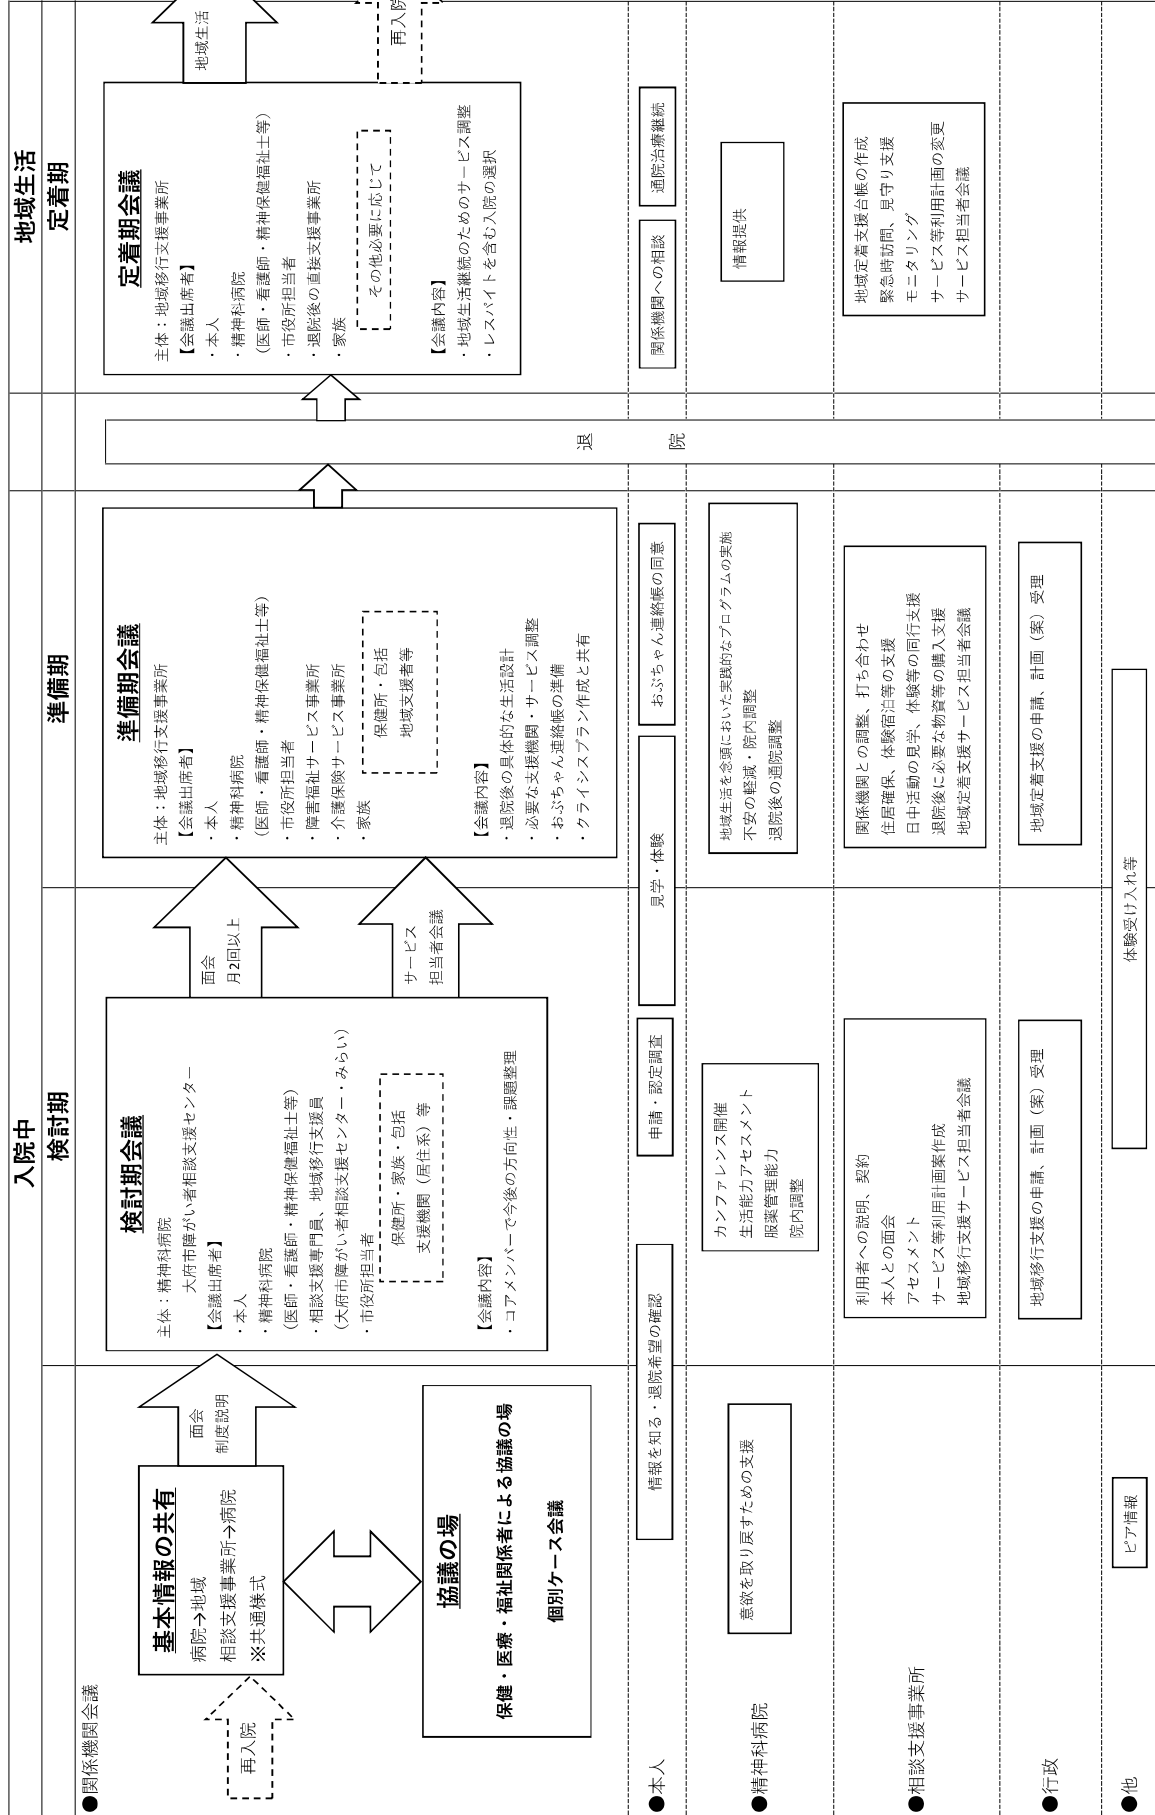 入院中
地域生活
検討期
準備期
定着期
●関係機関会議
再入院
基本情報の共有
病院→地域
相談支援事業所→病院
※共通様式
面会
制度説明
協議の場
保健・医療・福祉関係者による協議の場
個別ケース会議
検討期会議
主体：精神科病院
大府市障がい者相談支援センター
【会議出席者】
・本人
・精神科病院
（医師・看護師・精神保健福祉士等）
・相談支援専門員、地域移行支援員
（大府市障がい者相談支援センター・みらい）
・市役所担当者
保健所・家族・包括
支援機関（居住系）等
【会議内容】
・コアメンバーで今後の方向性・課題整理
面会
月2回以上
サービス
担当者会議
準備期会議
主体：地域移行支援事業所
【会議出席者】
・本人
・精神科病院
（医師・看護師・精神保健福祉士等）
・市役所担当者
・障害福祉サービス事業所
・介護保険サービス事業所
・家族
保健所・包括
地域支援者等
【会議内容】
・退院後の具体的な生活設計
・必要な支援機関・サービス調整
・おぶちゃん連絡帳の準備
・クライシスプラン作成と共有
退院
定着期会議
主体：地域移行支援事業所
【会議出席者】
・本人
・精神科病院
（医師・看護師・精神保健福祉士等）
・市役所担当者
・退院後の直接支援事業所
・家族
その他必要に応じて
【会議内容】
・地域生活継続のためのサービス調整
・レスパイトを含む入院の選択
地域生活
再入院
●本人
情報を知る・退院希望の確認
申請・認定調査
見学・体験
おぶちゃん連絡帳の同意
関係機関への相談
通院治療継続
●精神科病院
意欲を取り戻すための支援
カンファレンス開催
生活能力アセスメント
服薬管理能力
院内調整
地域生活を念頭においた実践的なプログラムの実施
不安の軽減・院内調整
退院後の通院調整
情報提供
●相談支援事業所
利用者への説明、契約
本人との面会
アセスメント
サービス等利用計画案作成
地域移行支援サービス担当者会議
関係機関との調整、打ち合わせ
住居確保、体験宿泊等の支援
日中活動の見学、体験等の同行支援
退院後に必要な物資等の購入支援
地域定着支援サービス担当者会議
地域定着支援台帳の作成
緊急時訪問、見守り支援
モニタリング
サービス等利用計画の変更
サービス担当者会議
●行政
地域移行支援の申請、計画（案）受理
地域定着支援の申請、計画（案）受理
●他
ピア情報
体験受け入れ等